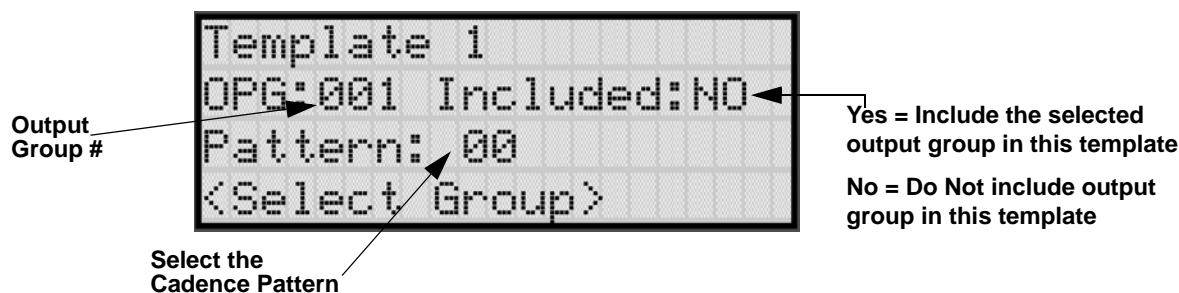 Template 1
OPG:001 Included:NO
Pattern: 00
<Select Group>
Output
Group #
Yes = Include the selected
output group in this template
No = Do Not include output
group in this template
Select the
Cadence Pattern